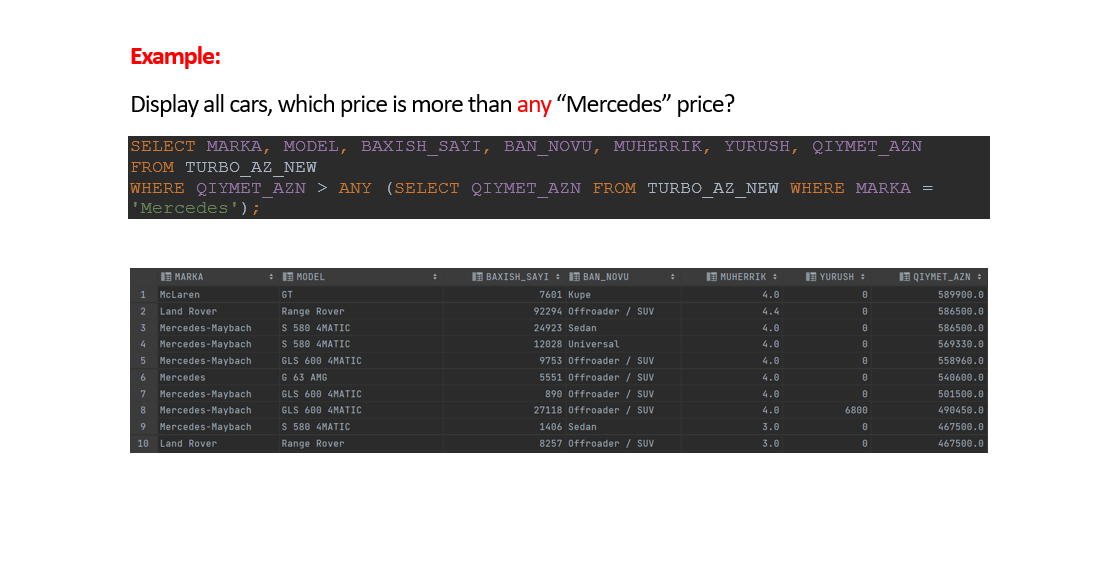 Example:
Display all cars, which price is more than any “Mercedes” price?
SELECT MARKA, MODEL, BAXISH_SAYI, BAN_NOVU, MUHERRIK, YURUSH, QIYMET_AZN
FROM TURBO_AZ_NEW
WHERE QIYMET_AZN > ANY (SELECT QIYMET_AZN FROM TURBO_AZ_NEW WHERE MARKA =
'Mercedes');
MARKA MODEL BAXISH_SAYI BAN_NOVU MUHERRIK YURUSH QIYMET_AZN
1 McLaren GT 7601 Kupe 4.0 0 589900.0
2 Land Rover Range Rover 92294 Offroader / SUV 4.4 0 586500.0
3 Mercedes-Maybach S 580 4MATIC 24923 Sedan 4.0 0 586500.0
4 Mercedes-Maybach S 580 4MATIC 12028 Universal 4.0 0 569330.0
5 Mercedes-Maybach GLS 600 4MATIC 9753 Offroader / SUV 4.0 0 558960.0
6 Mercedes G 63 AMG 5551 Offroader / SUV 4.0 0 540600.0
7 Mercedes-Maybach GLS 600 4MATIC 890 Offroader / SUV 4.0 0 501500.0
8 Mercedes-Maybach GLS 600 4MATIC 27118 Offroader / SUV 4.0 6800 490450.0
9 Mercedes-Maybach S 580 4MATIC 1406 Sedan 3.0 0 467500.0
10 Land Rover Range Rover 8257 Offroader / SUV 3.0 0 467500.0